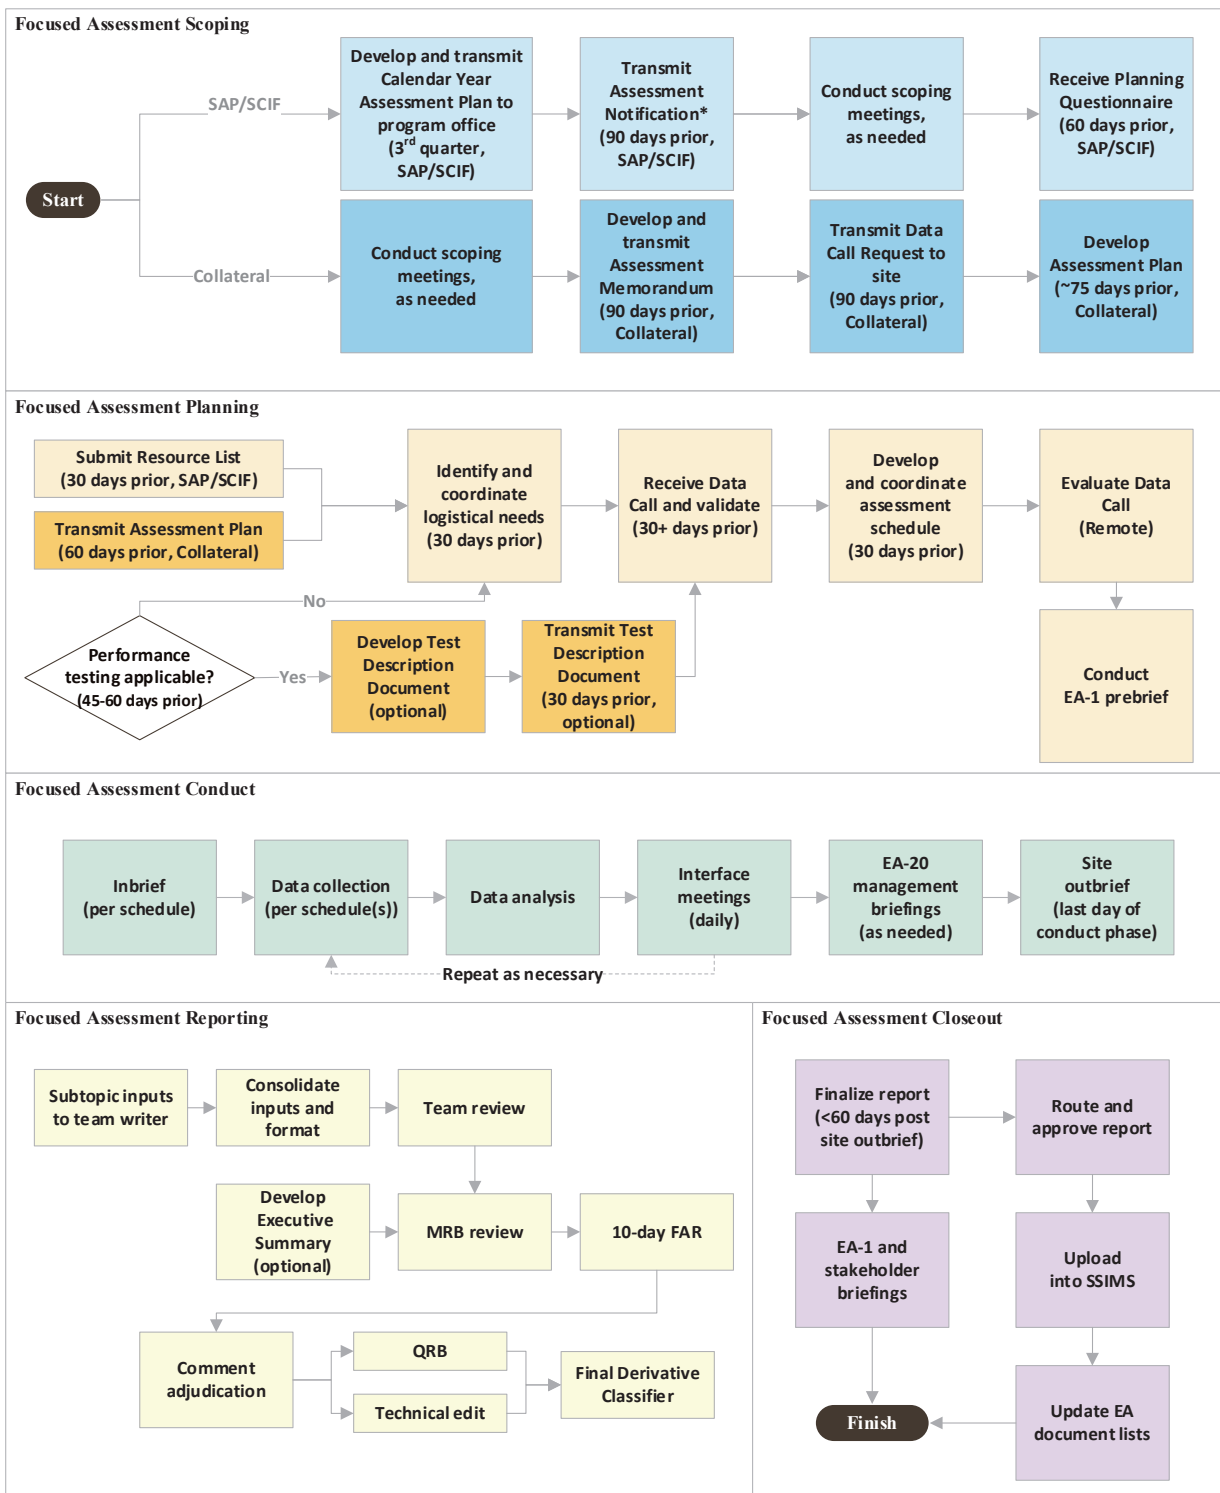 Focused Assessment Scoping
SAP/SCIF
Develop and transmit
Calendar Year
Assessment Plan to
program office
(3rd quarter,
SAP/SCIF)
Transmit
Assessment
Notification*
(90 days prior,
SAP/SCIF)
Conduct scoping
meetings,
as needed
Receive Planning
Questionnaire
(60 days prior,
SAP/SCIF)
Start
Collateral
Conduct scoping
meetings,
as needed
Develop and
transmit
Assessment
Memorandum
(90 days prior,
Collateral)
Transmit Data
Call Request to
site
(90 days prior,
Collateral)
Develop
Assessment Plan
(~75 days prior,
Collateral)
Focused Assessment Planning
Submit Resource List
(30 days prior, SAP/SCIF)
Transmit Assessment Plan
(60 days prior, Collateral)
Identify and
coordinate
logistical needs
(30 days prior)
Receive Data
Call and validate
(30+ days prior)
Develop
and coordinate
assessment
schedule
(30 days prior)
Evaluate Data
Call
(Remote)
No
Performance
testing applicable?
(45-60 days prior)
Yes
Develop Test
Description
Document
(optional)
Transmit Test
Description
Document
(30 days prior,
optional)
Conduct
EA-1 prebrief
Focused Assessment Conduct
Inbrief
(per schedule)
Data collection
(per schedule(s))
Data analysis
Interface
meetings
(daily)
EA-20
management
briefings
(as needed)
Site
outbrief
(last day of
conduct phase)
Repeat as necessary
Focused Assessment Reporting
Subtopic inputs
to team writer
Consolidate
inputs and
format
Team review
Develop
Executive
Summary
(optional)
MRB review
10-day FAR
Comment
adjudication
QRB
Technical edit
Final Derivative
Classifier
Focused Assessment Closeout
Finalize report
(<60 days post
site outbrief)
Route and
approve report
EA-1 and
stakeholder
briefings
Upload
into SSIMS
Finish
Update EA
document lists